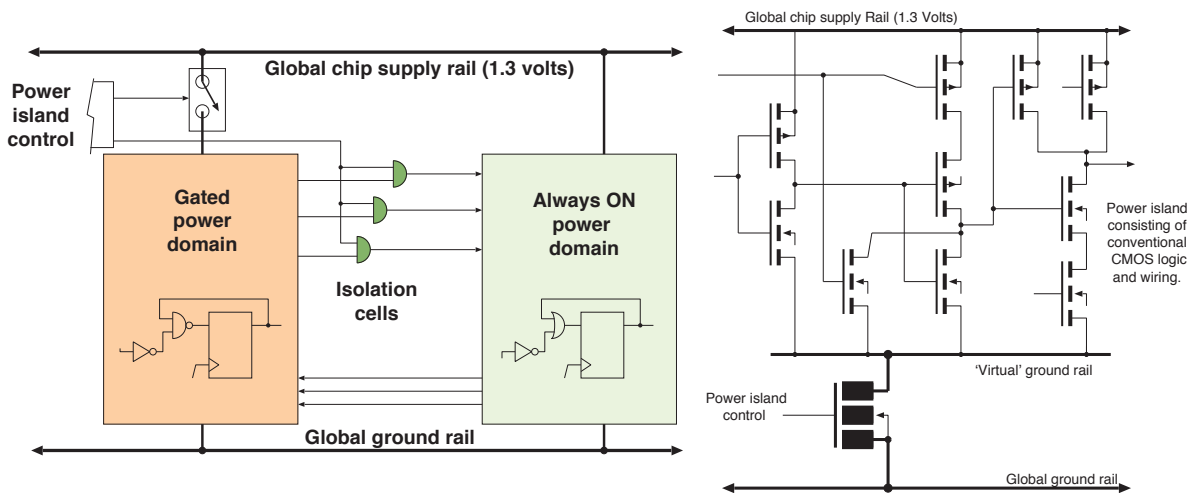 Global chip supply rail (1.3 volts)
Power
island
control
Gated
power
domain
Always ON
power
domain
Isolation
cells
Global ground rail
Global chip supply Rail (1.3 Volts)
Power island
consisting of
conventional
CMOS logic
and wiring.
'Virtual' ground rail
Power island
control
Global ground rail